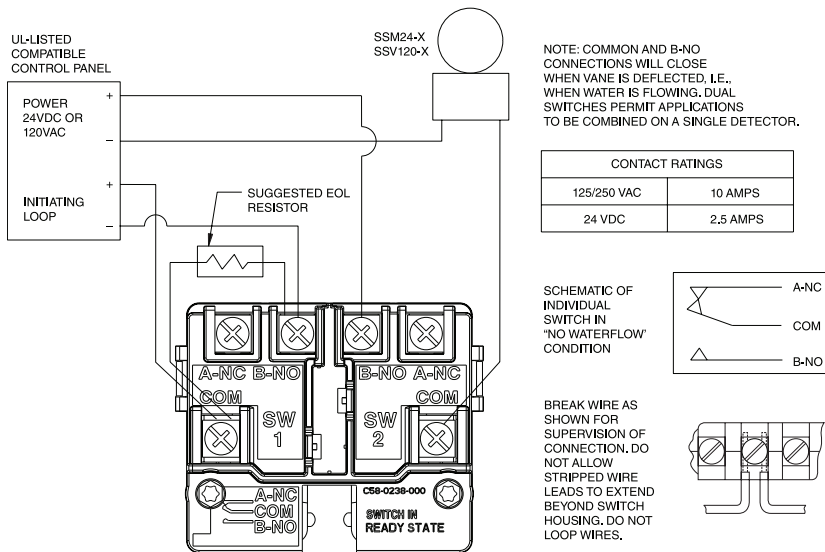 UL-LISTED
COMPATIBLE
CONTROL PANEL
POWER
24VDC OR
120VAC
+
–
INITIATING
LOOP
+
–
SUGGESTED EOL
RESISTOR
SSM24-X
SSV120-X
NOTE: COMMON AND B-NO
CONNECTIONS WILL CLOSE
WHEN VANE IS DEFLECTED, I.E.,
WHEN WATER IS FLOWING. DUAL
SWITCHES PERMIT APPLICATIONS
TO BE COMBINED ON A SINGLE DETECTOR.
CONTACT RATINGS
125/250 VAC 10 AMPS
24 VDC 2.5 AMPS
SCHEMATIC OF
INDIVIDUAL
SWITCH IN
"NO WATERFLOW'
CONDITION
A-NC
COM
B-NO
BREAK WIRE AS
SHOWN FOR
SUPERVISION OF
CONNECTION. DO
NOT ALLOW
STRIPPED WIRE
LEADS TO EXTEND
BEYOND SWITCH
HOUSING. DO NOT
LOOP WIRES.
A-NC B-NO B-NO A-NC
COM COM
SW
1
SW
2
A-NC
COM
B-NO
C58-0238-000
SWITCH IN
READY STATE